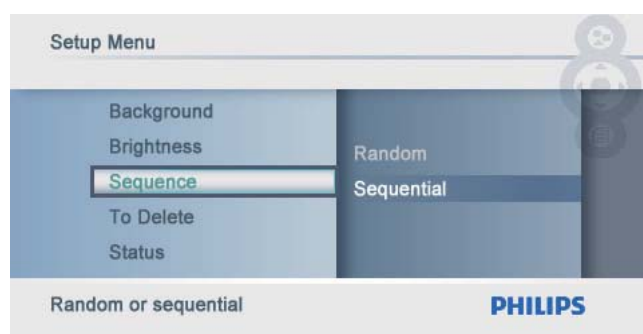 Setup Menu
Background
Brightness
Sequence
To Delete
Status
Random
Sequential
Random or sequential
PHILIPS